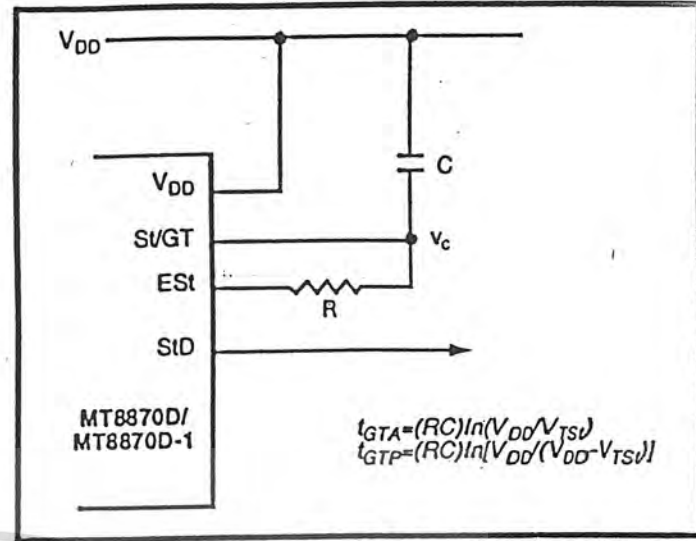 VDD
VDD
C
St/GT
vc
ESt
R
StD
MT8870D/
MT8870D-1
tGTA=(RC)ln(VDD/VTSt)
tGTP=(RC)ln[VDD/(VDD-VTSt)]